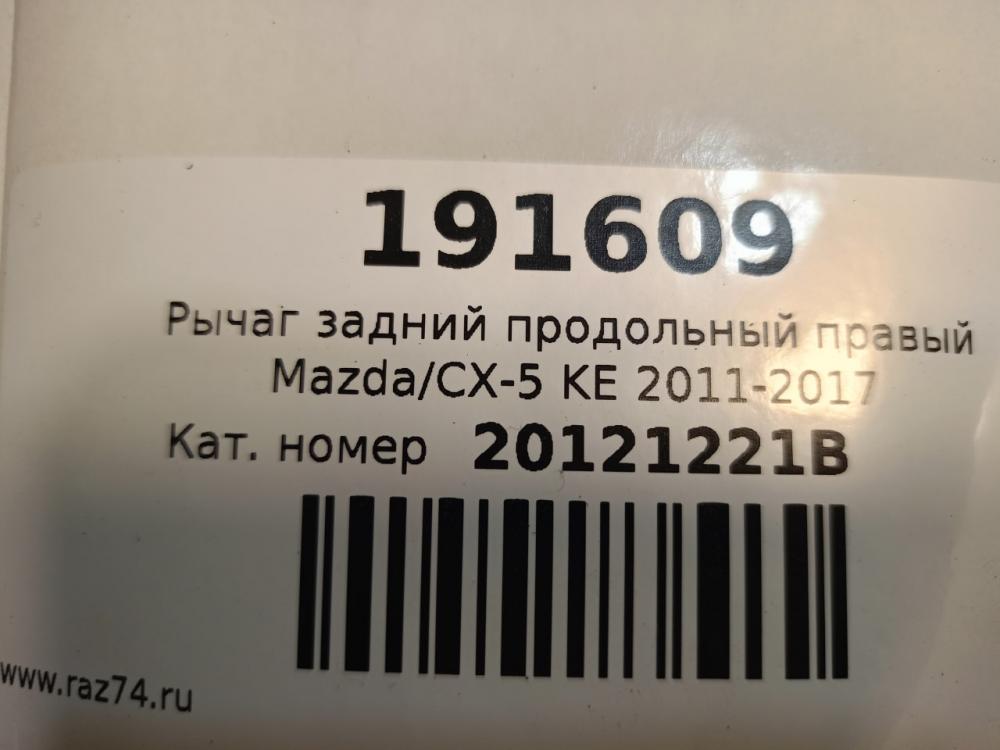 191609
Рычаг задний продольный правый
Mazda/CX-5 KE 2011-2017
Кат. номер 20121221B
www.raz74.ru